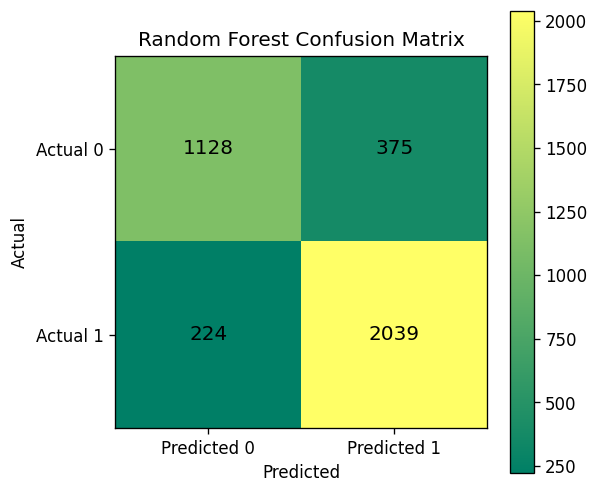 Random Forest Confusion Matrix
2000
1750
1500
1250
1000
750
500
250
Actual 0
1128
375
Actual
Actual 1
224
2039
Predicted 0
Predicted 1
Predicted